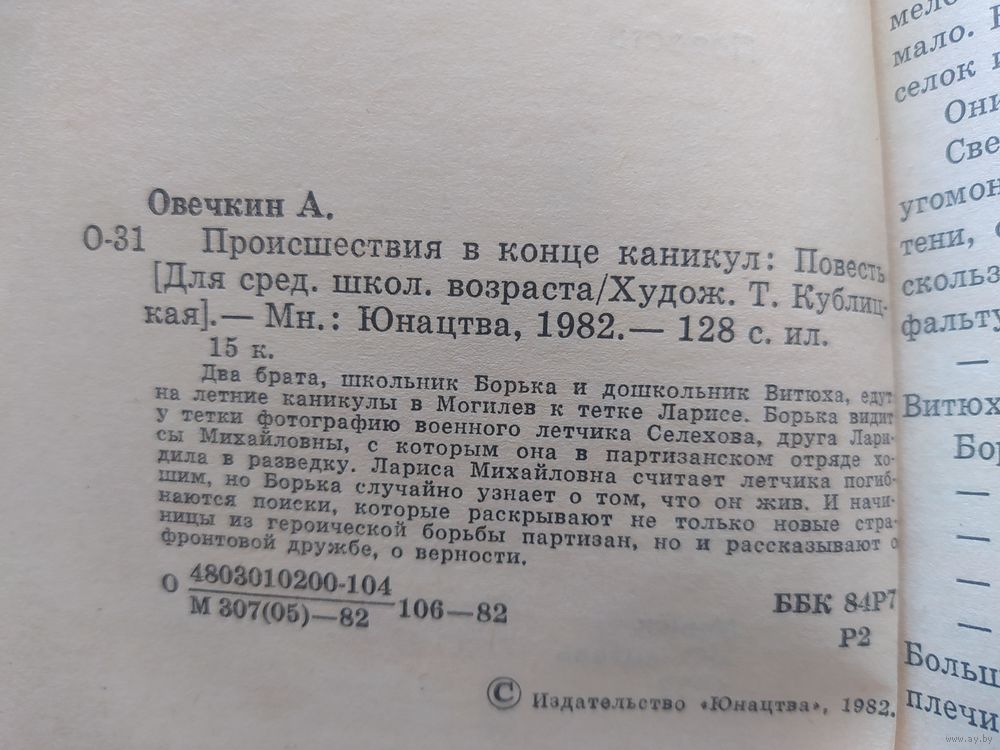 Овечкин А.
О-31 Происшествия в конце каникул: Повесть
[Для сред. школ. возраста/Худож. Т. Кублиц-
кая].— Мн.: Юнацтва, 1982.— 128 с. ил.
15 к.
Два брата, школьник Борька и дошкольник Витюха, едут
на летние каникулы в Могилев к тетке Ларисе. Борька видит
у тетки фотографию военного летчика Селехова, друга Лари-
сы Михайловны, с которым она в партизанском отряде хо-
дила в разведку. Лариса Михайловна считает летчика погиб-
шим, но Борька случайно узнает о том, что он жив. И начи-
наются поиски, которые раскрывают не только новые стра-
ницы из героической борьбы партизан, но и рассказывают о
фронтовой дружбе, о верности.
О 4803010200-104
М 307(05)—82 106—82
ББК 84Р7
Р2
© Издательство «Юнацтва», 1982.
мало.
селок
Они
Све
угомон
тени,
скольз
фальту
—
Витюх
Бор
—
—
—
—
Больш
плечи
www.ay.by